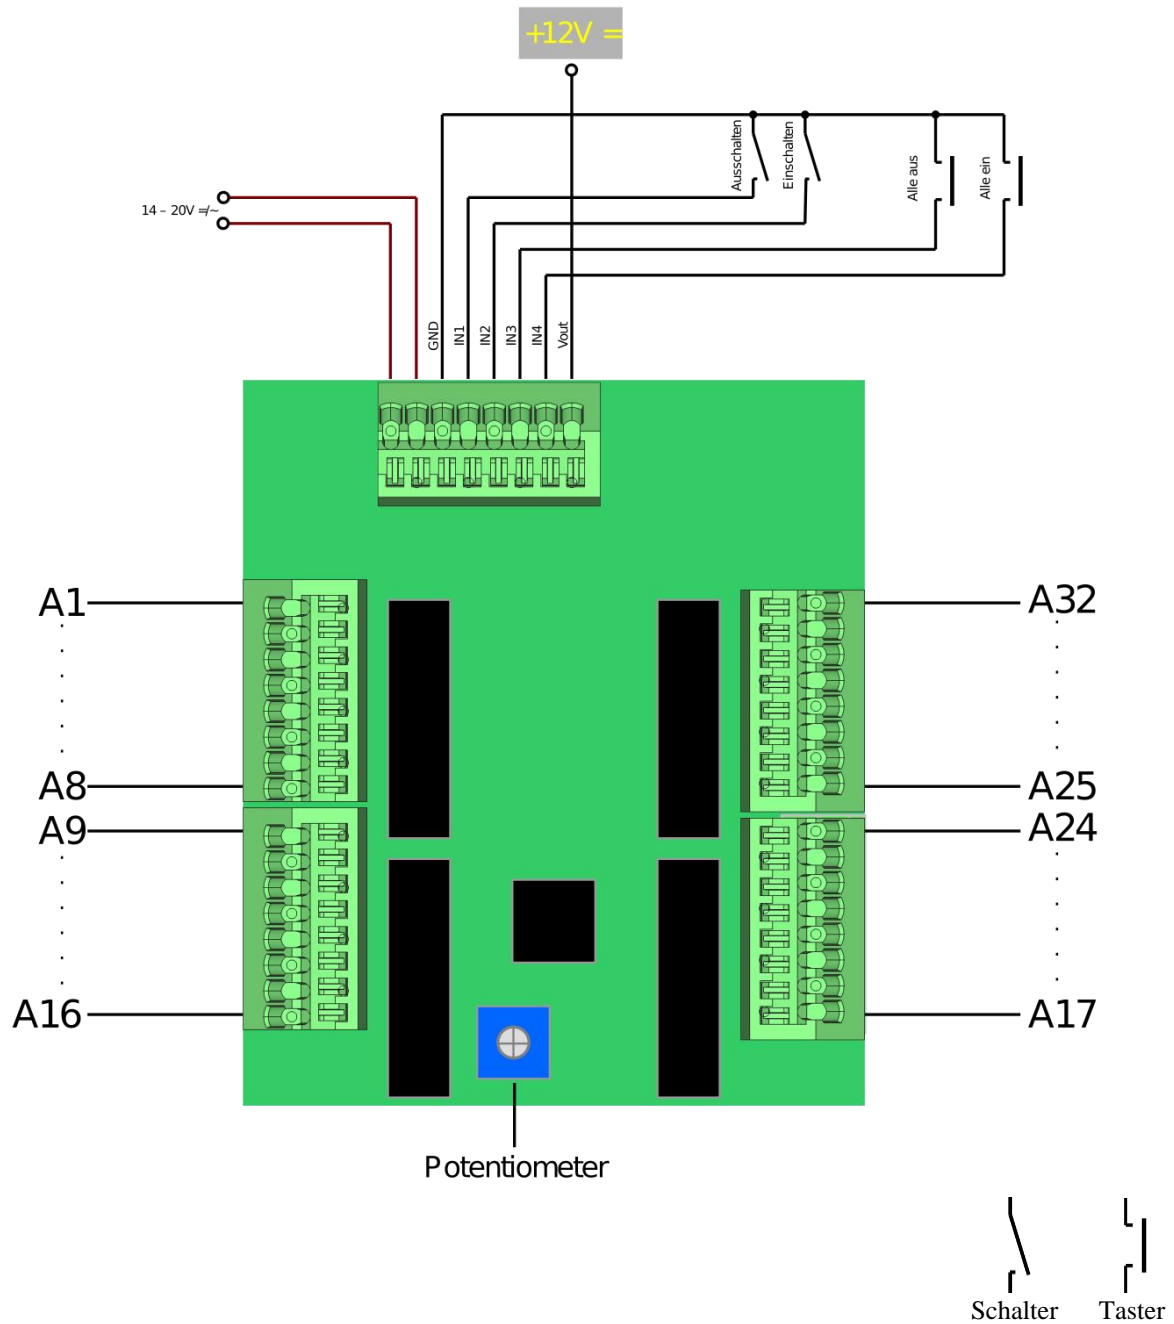 +12V =
Ausschalten
Einschalten
Alle aus
Alle ein
14 – 20V =/~
GND
IN1
IN2
IN3
IN4
Vout
A1
A32
A8
A25
A9
A24
A16
A17
Potentiometer
Schalter
Taster